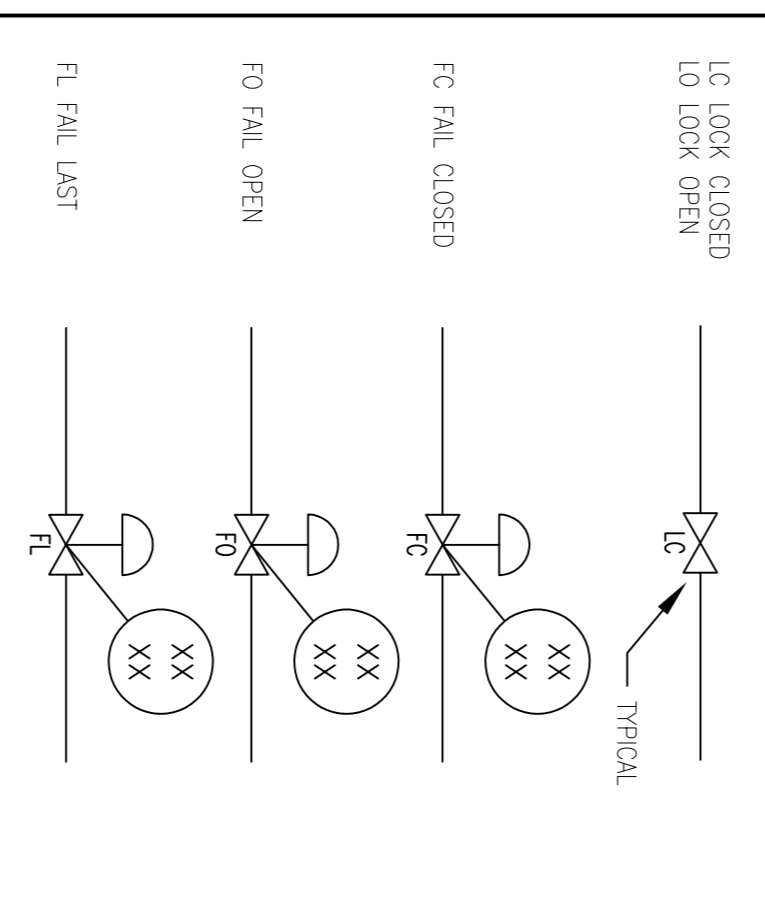 LC LOCK CLOSED
LO LOCK OPEN
LC
TYPICAL
FC FAIL CLOSED
FC
XX
XX
FO FAIL OPEN
FO
XX
XX
FL FAIL LAST
FL
XX
XX